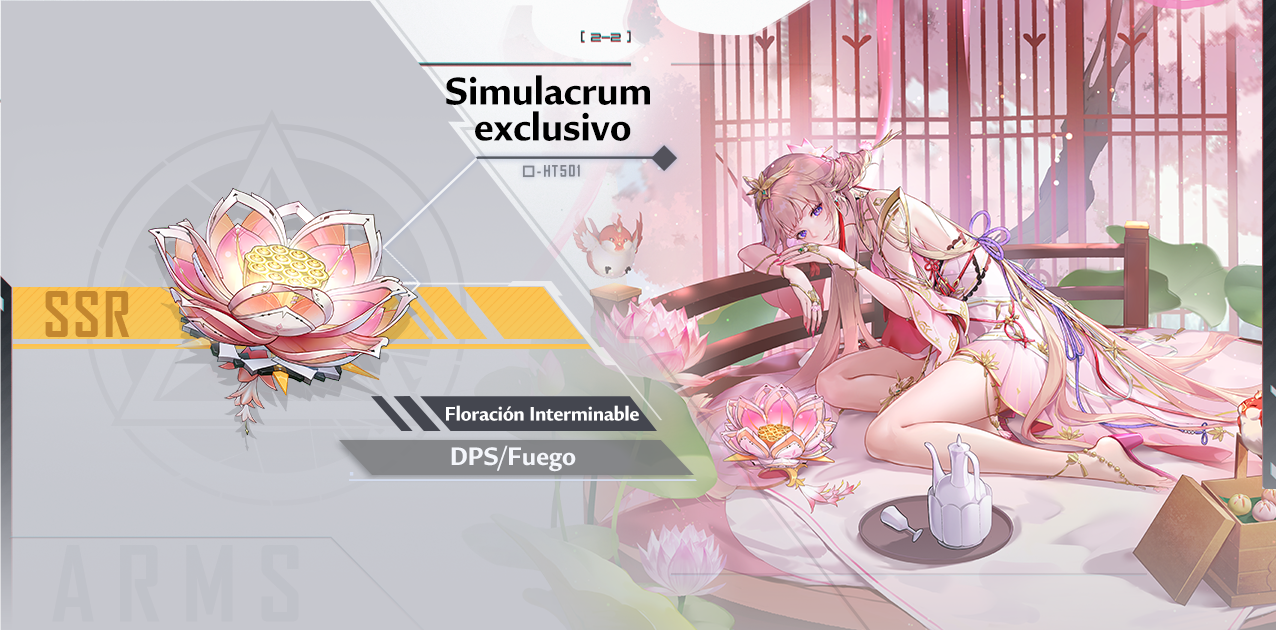 [ 2-2 ]
Simulacrum
exclusivo
-HT501
SSR
Floración Interminable
DPS/Fuego
ARMS